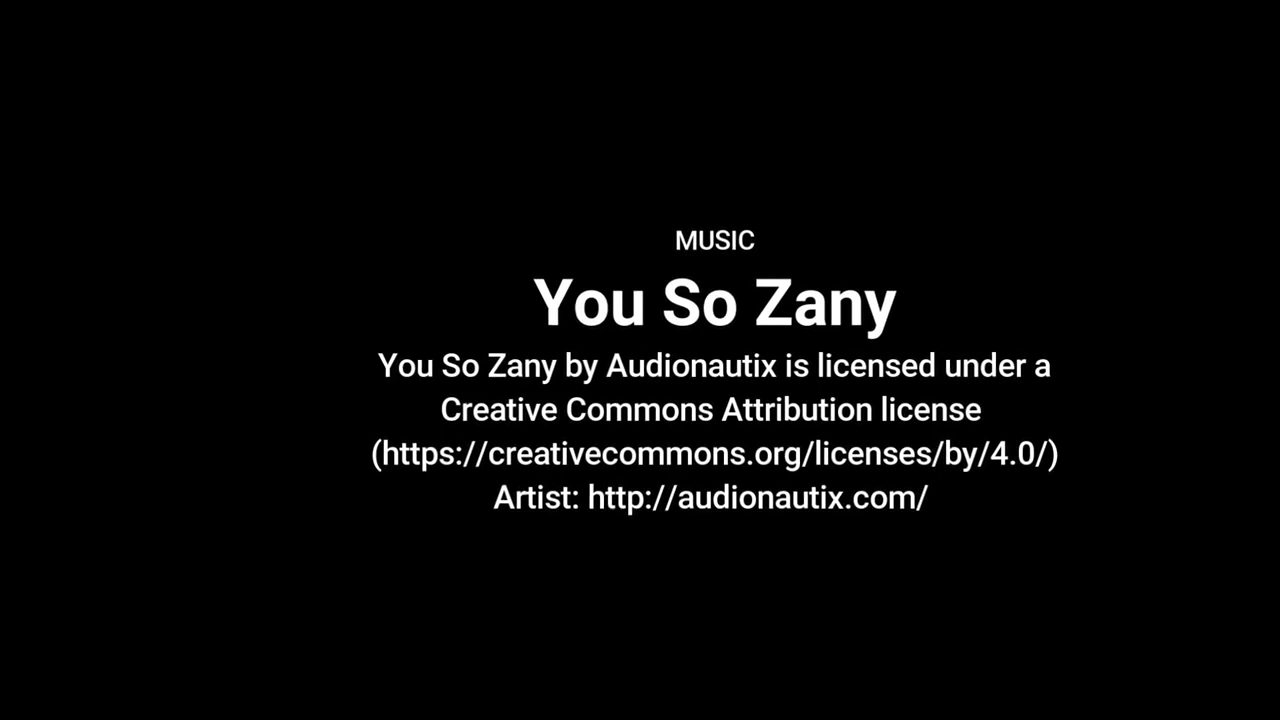 MUSIC
You So Zany
You So Zany by Audionautix is licensed under a
Creative Commons Attribution license
(https://creativecommons.org/licenses/by/4.0/)
Artist: http://audionautix.com/